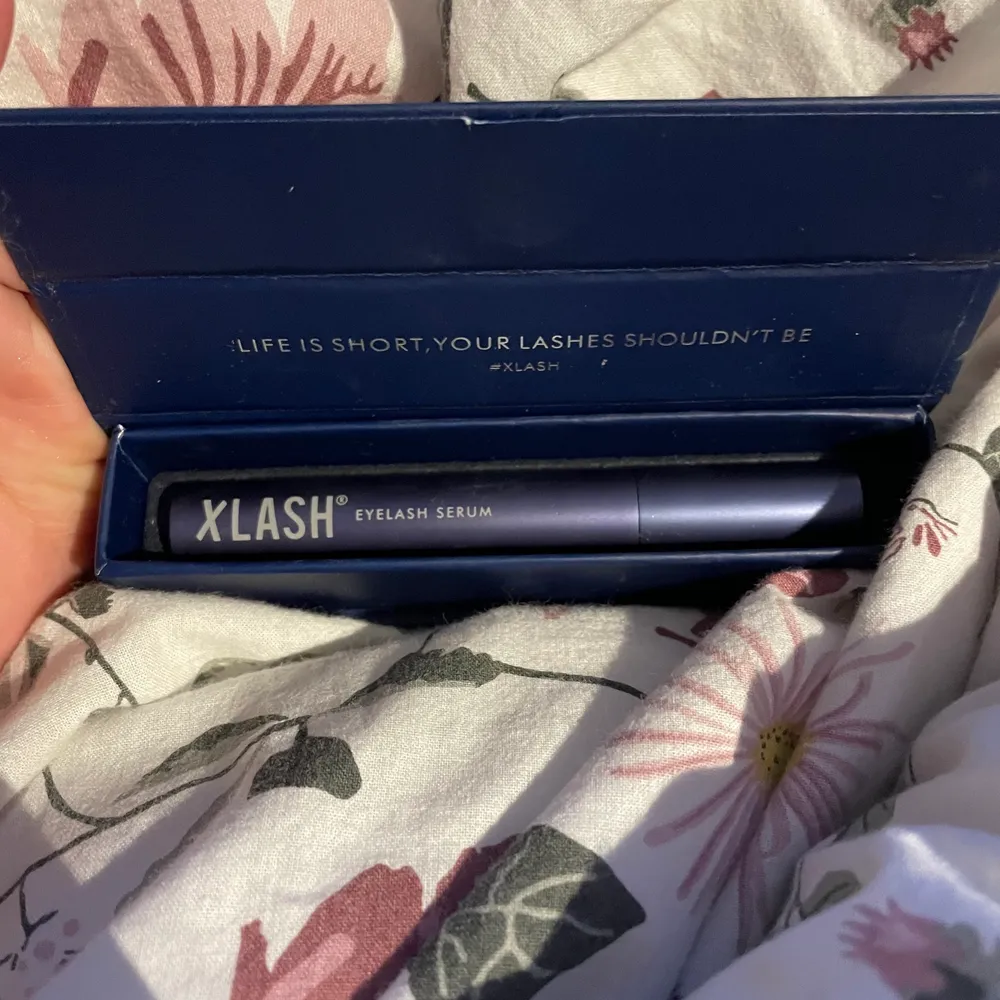 LIFE IS SHORT, YOUR LASHES SHOULDN'T BE
#XLASH
XLASH® EYELASH SERUM